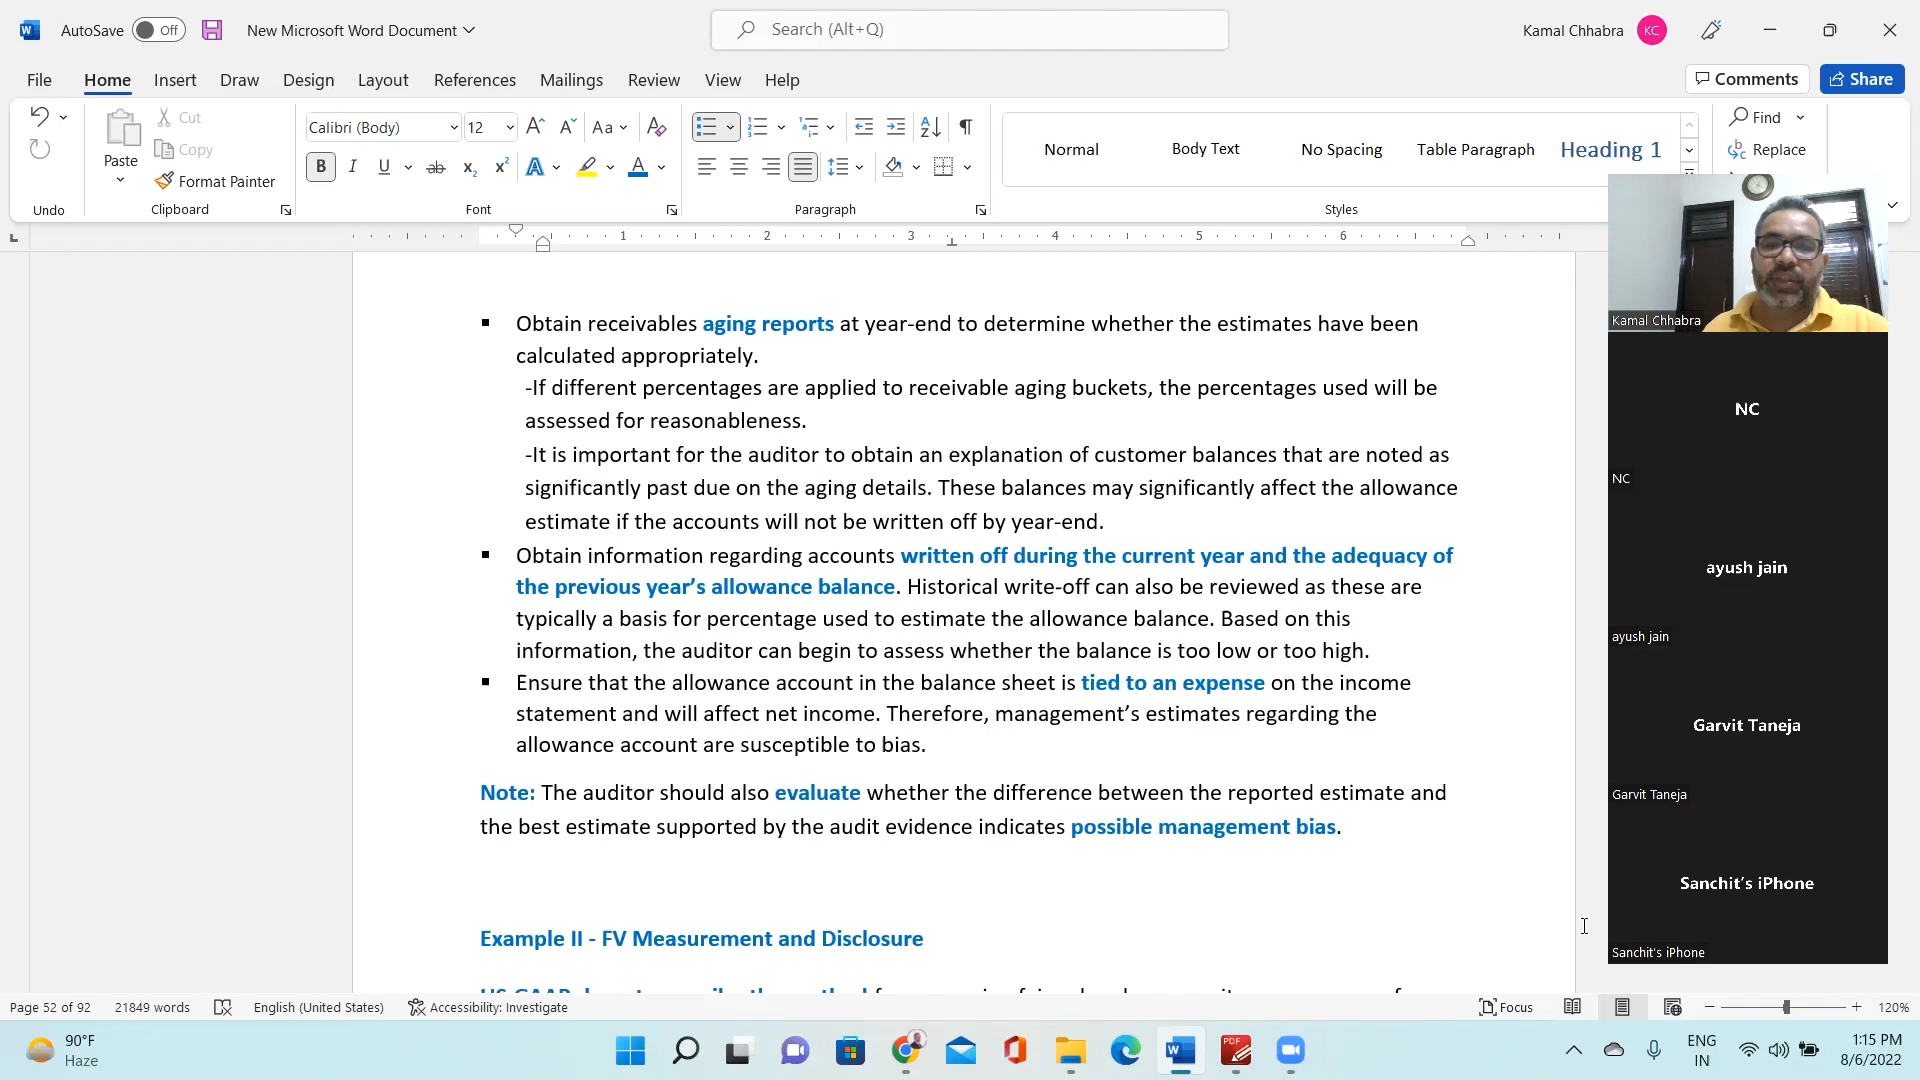 AutoSave Off New Microsoft Word Document Search (Alt+Q) Kamal Chhabra KC
File Home Insert Draw Design Layout References Mailings Review View Help Comments Share
Paste Cut Copy Format Painter
Calibri (Body) 12 Aa
B I U ab x₂ x² A A
Normal Body Text No Spacing Table Paragraph Heading 1
Find Replace
Undo Clipboard Font Paragraph Styles
1 2 3 4 5 6
Obtain receivables aging reports at year-end to determine whether the estimates have been
calculated appropriately.
-If different percentages are applied to receivable aging buckets, the percentages used will be
assessed for reasonableness.
-It is important for the auditor to obtain an explanation of customer balances that are noted as
significantly past due on the aging details. These balances may significantly affect the allowance
estimate if the accounts will not be written off by year-end.
Obtain information regarding accounts written off during the current year and the adequacy of
the previous year’s allowance balance. Historical write-off can also be reviewed as these are
typically a basis for percentage used to estimate the allowance balance. Based on this
information, the auditor can begin to assess whether the balance is too low or too high.
Ensure that the allowance account in the balance sheet is tied to an expense on the income
statement and will affect net income. Therefore, management’s estimates regarding the
allowance account are susceptible to bias.
Note: The auditor should also evaluate whether the difference between the reported estimate and
the best estimate supported by the audit evidence indicates possible management bias.
Example II - FV Measurement and Disclosure
Kamal Chhabra
NC
NC
ayush jain
ayush jain
Garvit Taneja
Garvit Taneja
Sanchit’s iPhone
Sanchit's iPhone
Page 52 of 92 21849 words English (United States) Accessibility: Investigate Focus 120%
90°F
Haze
ENG
IN
1:15 PM
8/6/2022